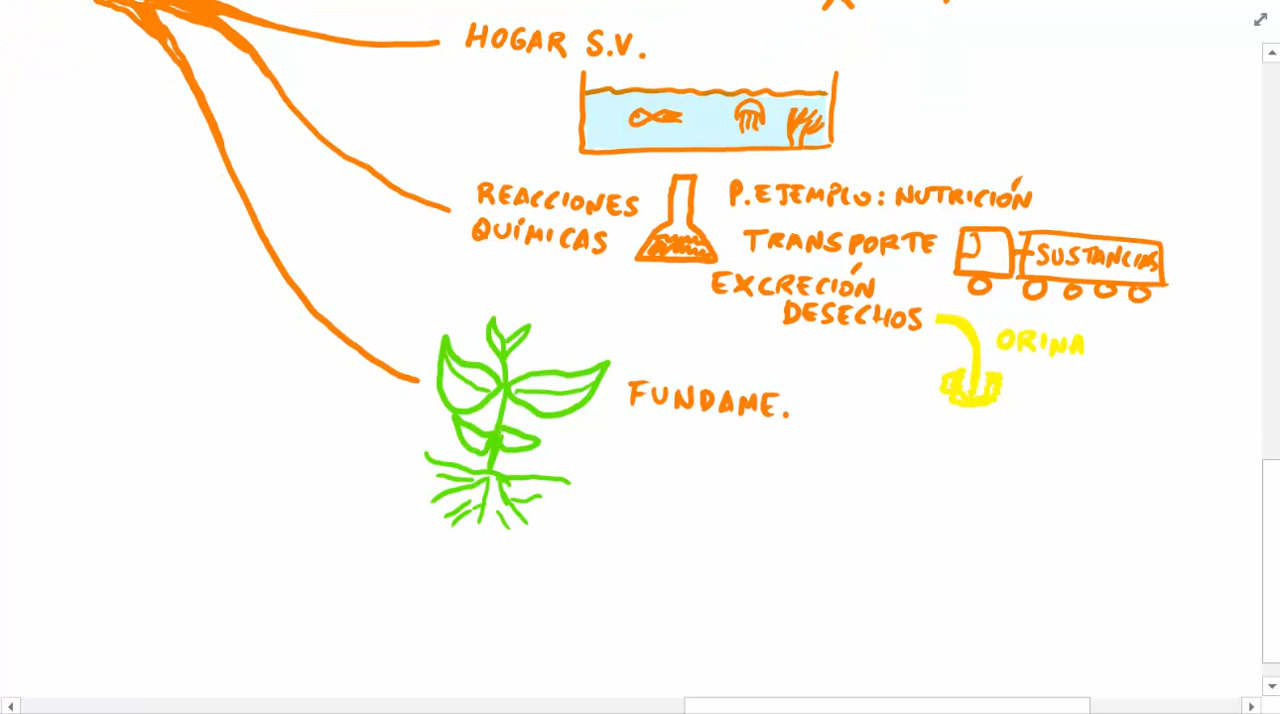 HOGAR S.V.
REACCIONES
QUÍMICAS
P. EJEMPLO: NUTRICIÓN
TRANSPORTE
SUSTANCIAS
EXCRECIÓN
DESECHOS
ORINA
FUNDAME.